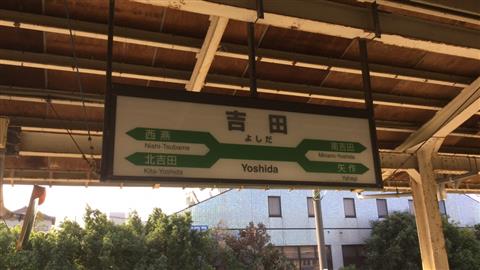 吉田
よしだ
西燕
Nishi-Tsubame
北吉田
Kita-Yoshida
Yoshida
南吉田
Minami-Yoshida
矢作
Yahagi